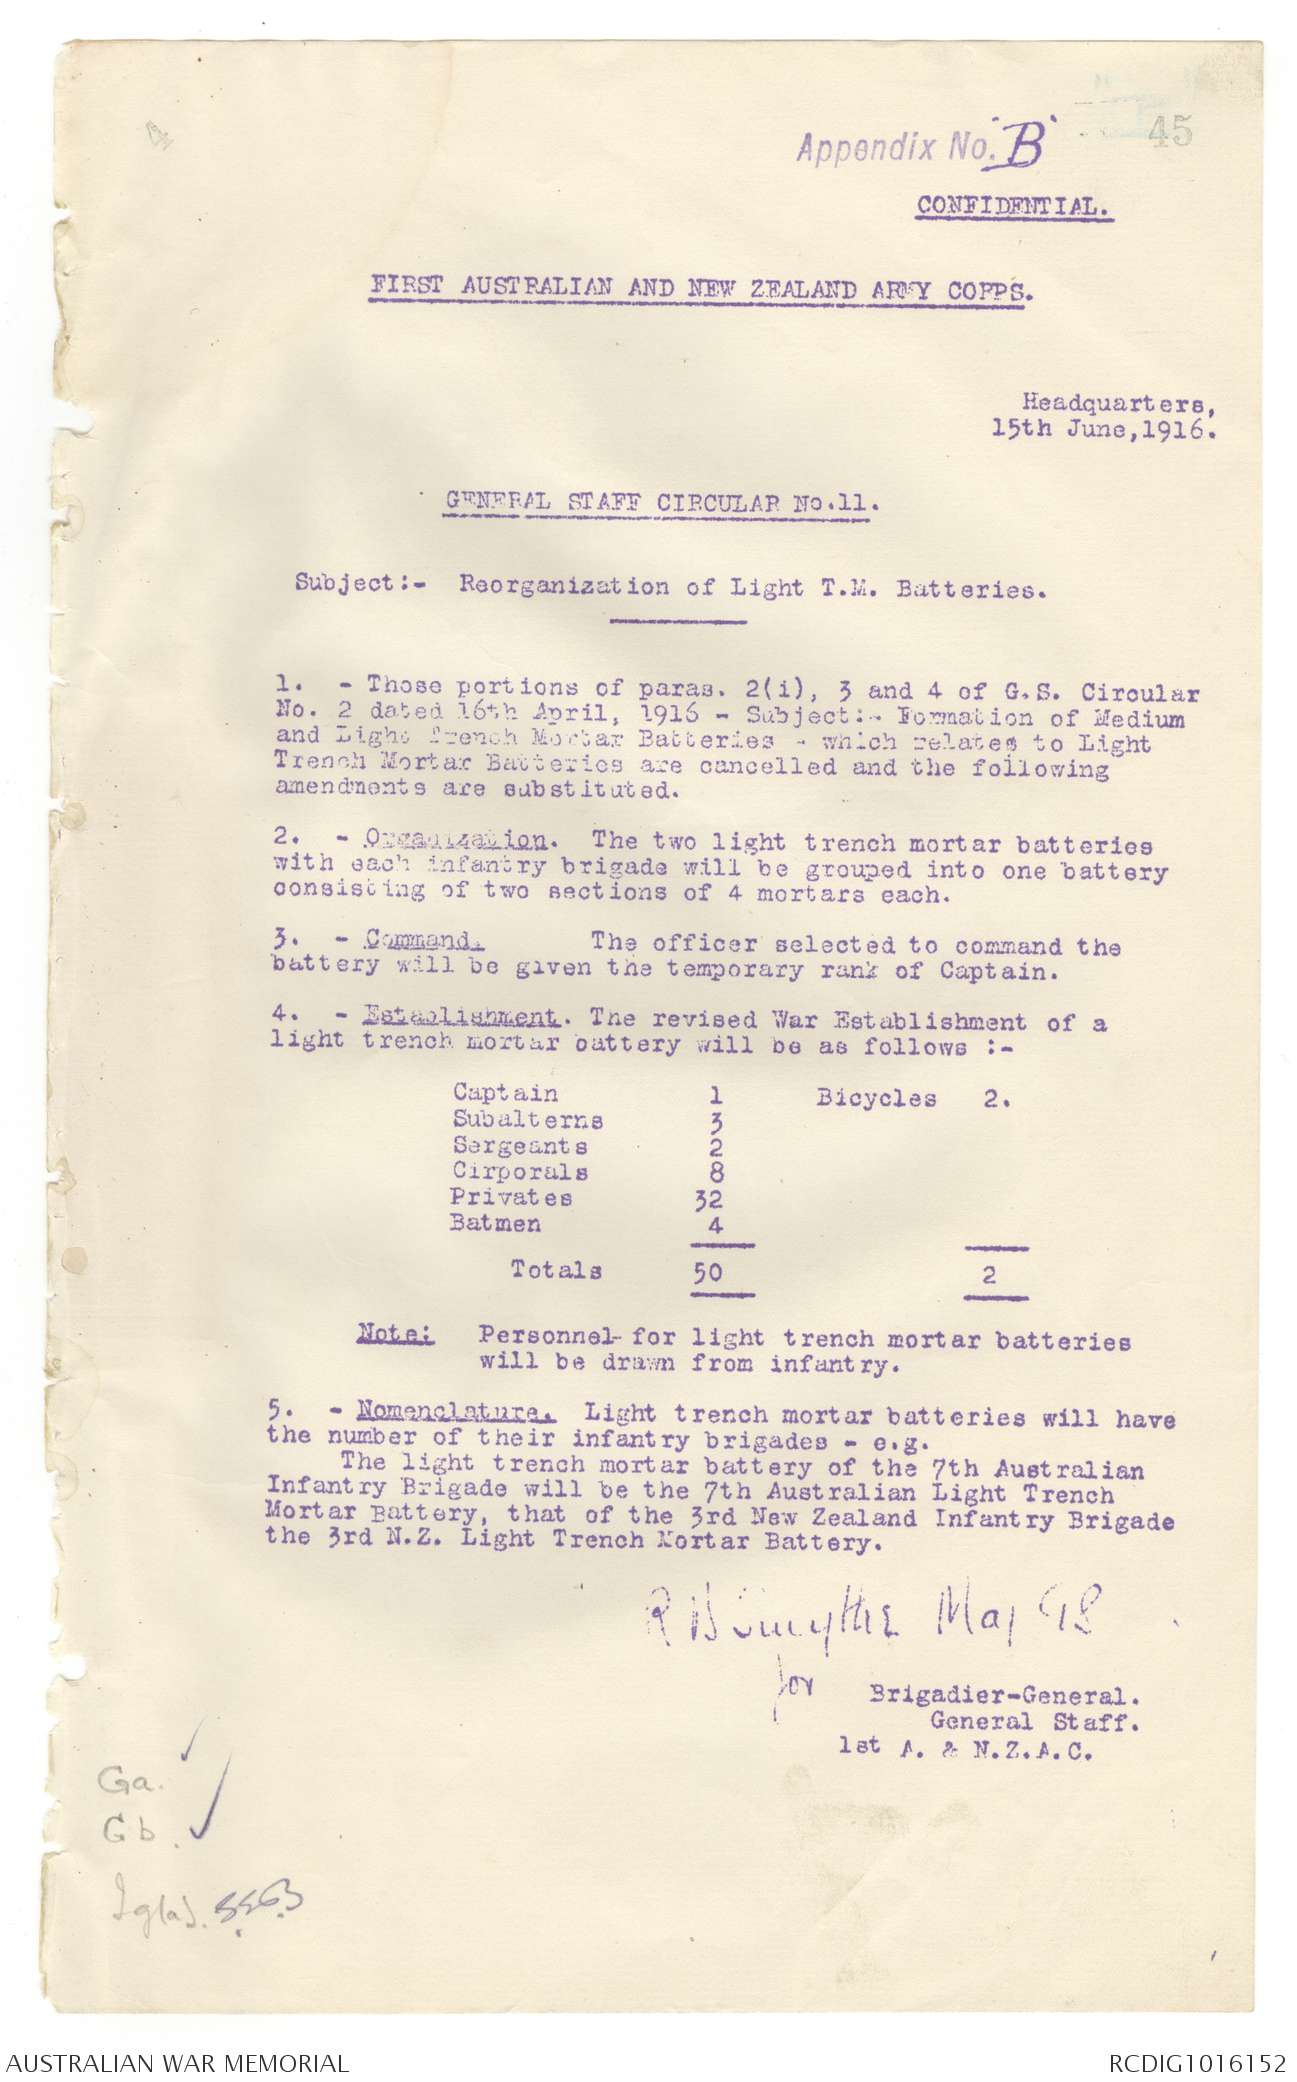 45
Appendix No. "B"
CONFIDENTIAL.
FIRST AUSTRALIAN AND NEW ZEALAND ARMY CORPS.
Headquarters,
15th June,1916.
GENERAL STAFF CIRCULAR No.11.
Subject:- Reorganization of Light T.M. Batteries.
1. - Those portions of paras. 2(i), 3 and 4 of G.S. Circular
No. 2 dated 16th April, 1916 - Subject:- Formation of Medium
and Light Trench Mortar Batteries - which relates to Light
Trench Mortar Batteries are cancelled and the following
amendments are substituted.
2. - Organization. The two light trench mortar batteries
with each infantry brigade will be grouped into one battery
consisting of two sections of 4 mortars each.
3. - Command. The officer selected to command the
battery will be given the temporary rank of Captain.
4. - Establishment. The revised War Establishment of a
light trench mortar battery will be as follows :-
Captain 1 Bicycles 2.
Subalterns 3
Sergeants 2
Cirporals 8
Privates 32
Batmen 4
Totals 50 2
Note: Personnel for light trench mortar batteries
will be drawn from infantry.
5. - Nomenclature. Light trench mortar batteries will have
the number of their infantry brigades - e.g.
The light trench mortar battery of the 7th Australian
Infantry Brigade will be the 7th Australian Light Trench
Mortar Battery, that of the 3rd New Zealand Infantry Brigade
the 3rd N.Z. Light Trench Mortar Battery.
R B Smythe Maj GS
for Brigadier-General.
General Staff.
1st A. & N.Z.A.C.
Ga.
Gb.
AUSTRALIAN WAR MEMORIAL
RCDIG1016152